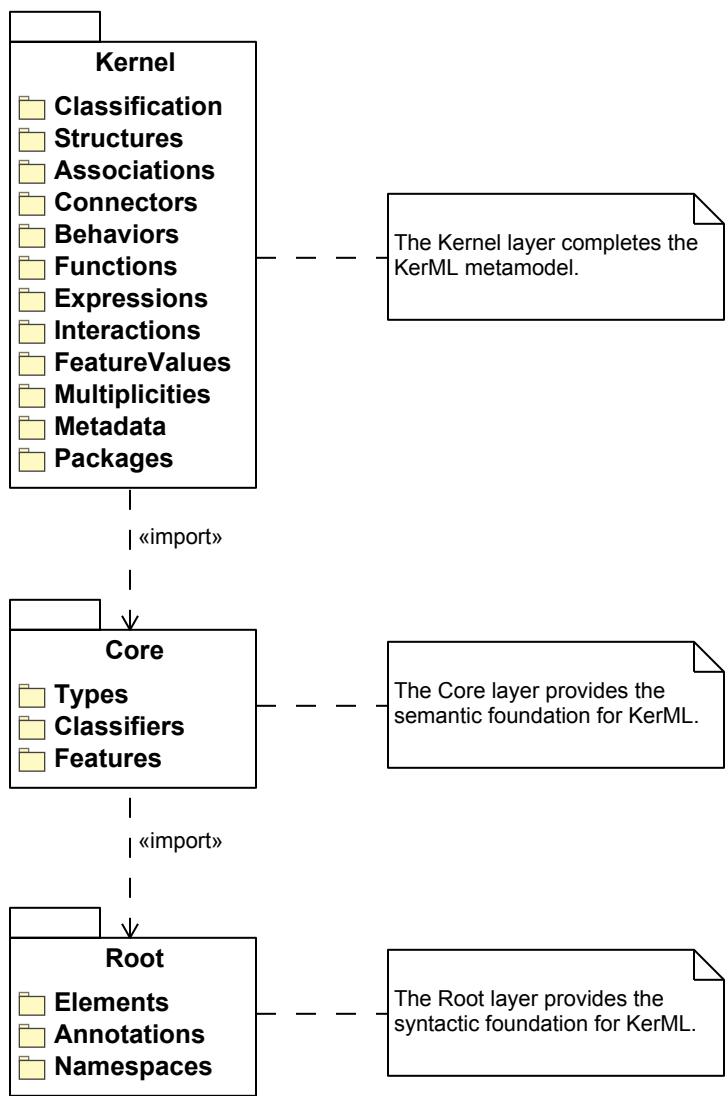 Kernel
Classification
Structures
Associations
Connectors
Behaviors
Functions
Expressions
Interactions
FeatureValues
Multiplicities
Metadata
Packages
The Kernel layer completes the
KerML metamodel.
«import»
Core
Types
Classifiers
Features
The Core layer provides the
semantic foundation for KerML.
«import»
Root
Elements
Annotations
Namespaces
The Root layer provides the
syntactic foundation for KerML.